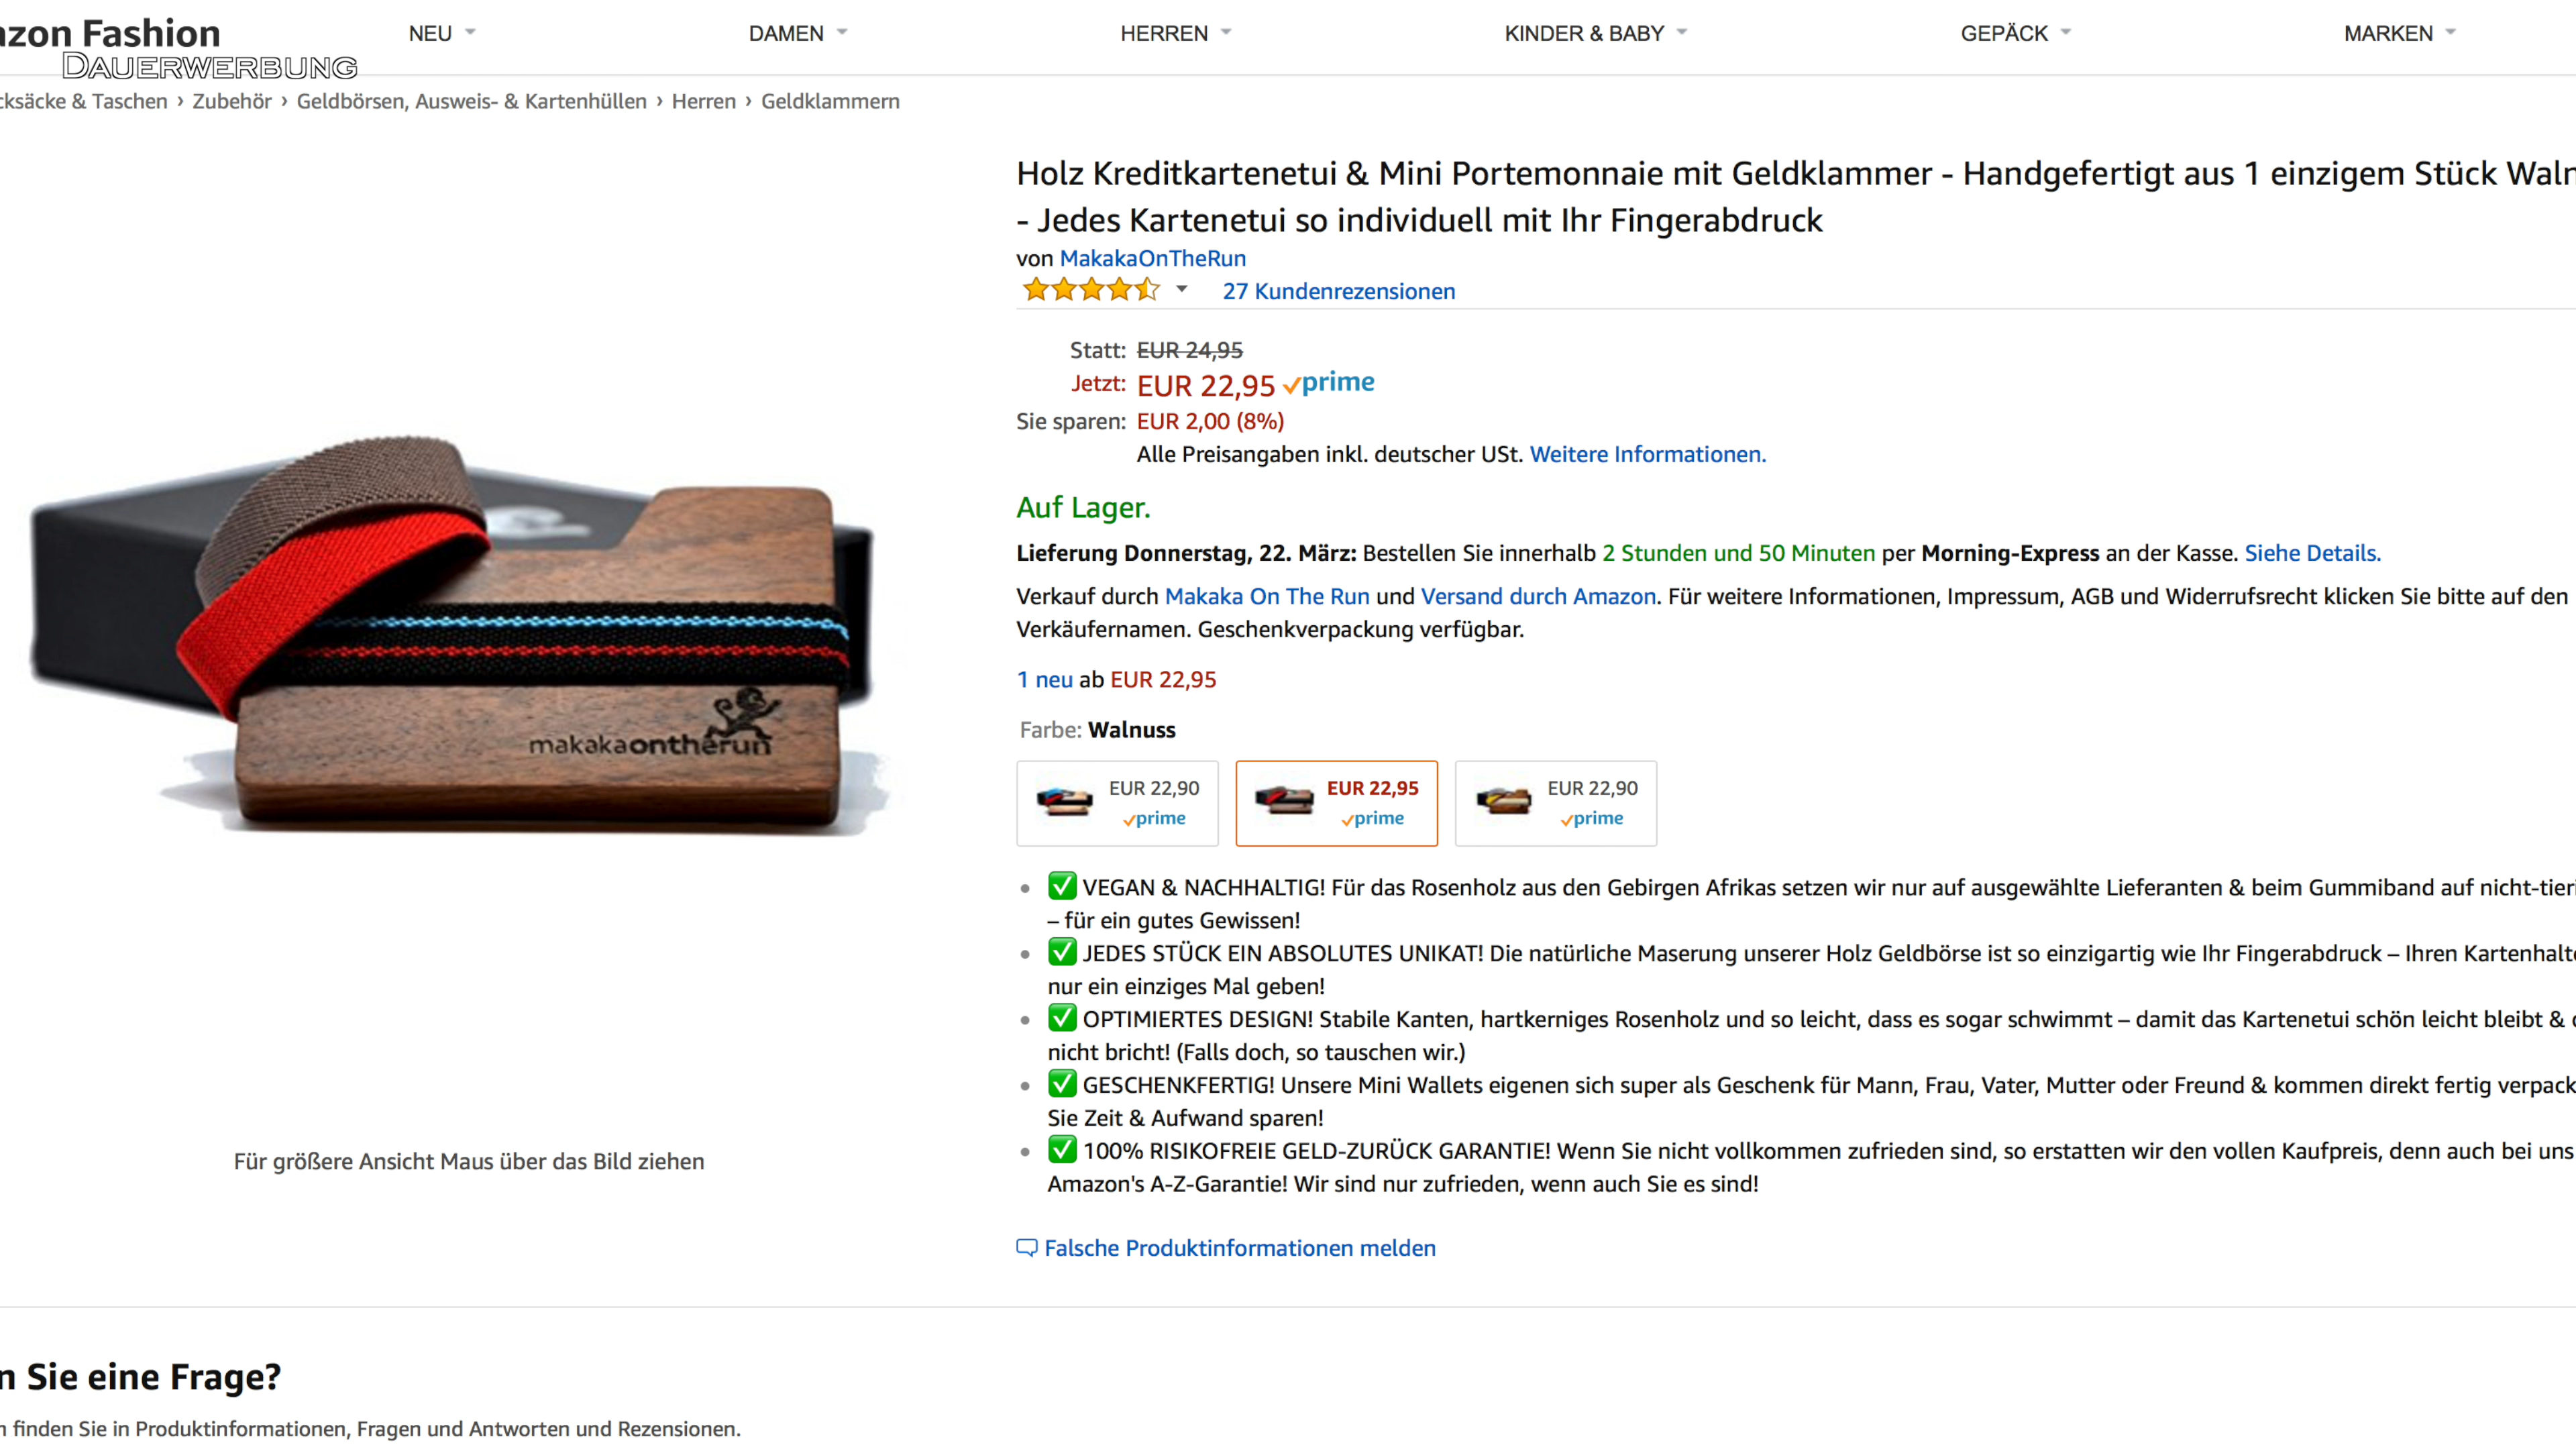 azon Fashion
NEU
DAMEN
HERREN
KINDER & BABY
GEPÄCK
MARKEN
DAUERWERBUNG
cksäcke & Taschen › Zubehör › Geldbörsen, Ausweis- & Kartenhüllen › Herren › Geldklammern
Holz Kreditkartenetui & Mini Portemonnaie mit Geldklammer - Handgefertigt aus 1 einzigem Stück Waln
- Jedes Kartenetui so individuell mit Ihr Fingerabdruck
von MakakaOnTheRun
27 Kundenrezensionen
Statt: EUR 24,95
Jetzt: EUR 22,95 prime
Sie sparen: EUR 2,00 (8%)
Alle Preisangaben inkl. deutscher USt. Weitere Informationen.
Auf Lager.
Lieferung Donnerstag, 22. März: Bestellen Sie innerhalb 2 Stunden und 50 Minuten per Morning-Express an der Kasse. Siehe Details.
Verkauf durch Makaka On The Run und Versand durch Amazon. Für weitere Informationen, Impressum, AGB und Widerrufsrecht klicken Sie bitte auf den
Verkäufernamen. Geschenkverpackung verfügbar.
1 neu ab EUR 22,95
Farbe: Walnuss
EUR 22,90
prime
EUR 22,95
prime
EUR 22,90
prime
makakaontherun
✅ VEGAN & NACHHALTIG! Für das Rosenholz aus den Gebirgen Afrikas setzen wir nur auf ausgewählte Lieferanten & beim Gummiband auf nicht-tieri
– für ein gutes Gewissen!
✅ JEDES STÜCK EIN ABSOLUTES UNIKAT! Die natürliche Maserung unserer Holz Geldbörse ist so einzigartig wie Ihr Fingerabdruck – Ihren Kartenhalte
nur ein einziges Mal geben!
✅ OPTIMIERTES DESIGN! Stabile Kanten, hartkerniges Rosenholz und so leicht, dass es sogar schwimmt – damit das Kartenetui schön leicht bleibt &
nicht bricht! (Falls doch, so tauschen wir.)
✅ GESCHENKFERTIG! Unsere Mini Wallets eigenen sich super als Geschenk für Mann, Frau, Vater, Mutter oder Freund & kommen direkt fertig verpack
Sie Zeit & Aufwand sparen!
✅ 100% RISIKOFREIE GELD-ZURÜCK GARANTIE! Wenn Sie nicht vollkommen zufrieden sind, so erstatten wir den vollen Kaufpreis, denn auch bei uns
Amazon's A-Z-Garantie! Wir sind nur zufrieden, wenn auch Sie es sind!
Für größere Ansicht Maus über das Bild ziehen
Falsche Produktinformationen melden
n Sie eine Frage?
n finden Sie in Produktinformationen, Fragen und Antworten und Rezensionen.